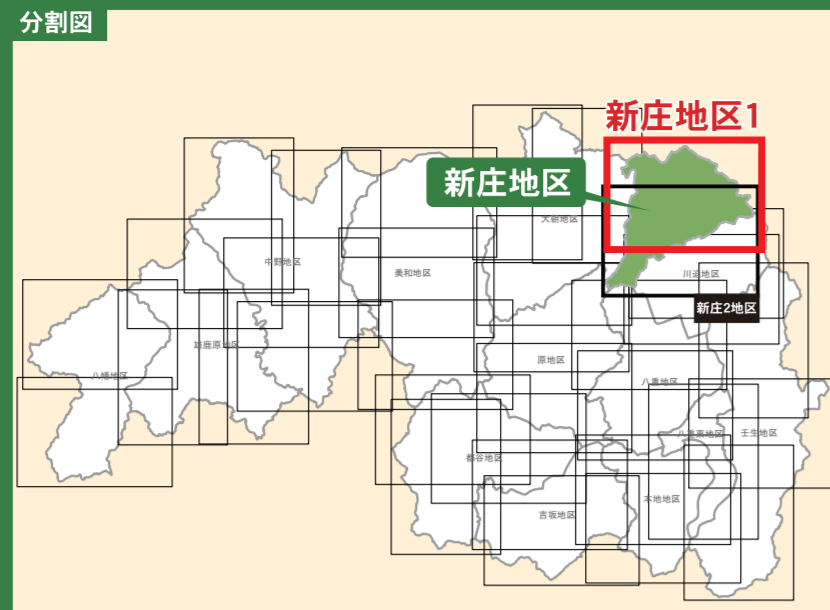 分割図
新庄地区1
新庄地区
大朝地区
中野地区
美和地区
川迫地区
新庄2地区
雄鹿原地区
原地区
八幡地区
八重地区
八重東地区
壬生地区
都谷地区
本地地区
吉坂地区